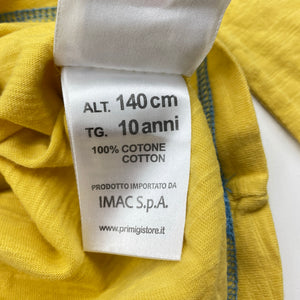 ALT. 140 cm
TG. 10 anni
100% COTONE
COTTON
PRODOTTO IMPORTATO DA
IMAC S.p.A.
www.primigistore.it